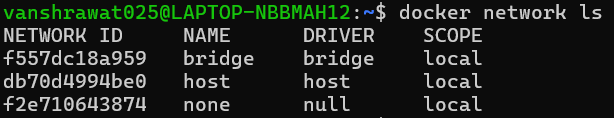 vanshrawat025@LAPTOP-NBBMAH12:~$ docker network ls
NETWORK ID     NAME      DRIVER    SCOPE
f557dc18a959   bridge    bridge    local
db70d4994be0   host      host      local
f2e710643874   none      null      local